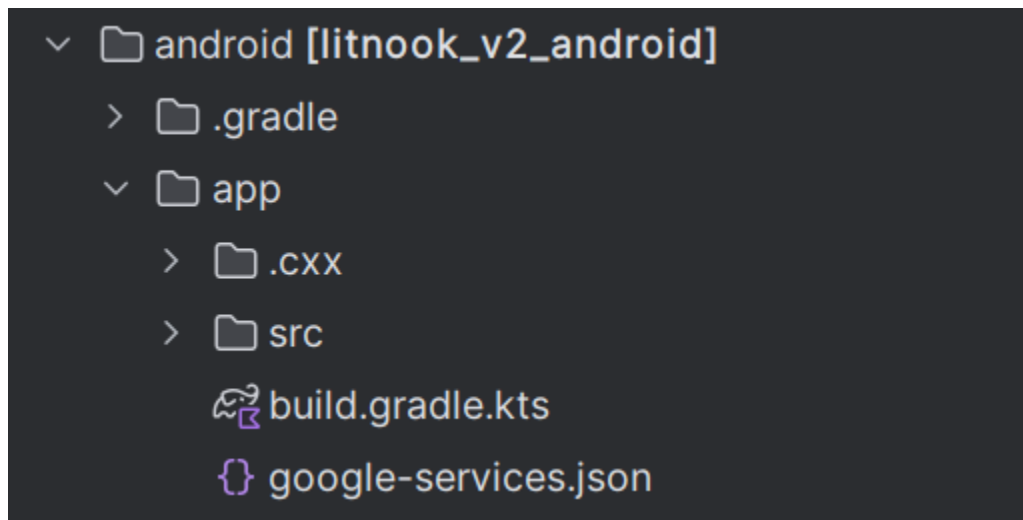 android [litnook_v2_android]
.gradle
app
.cxx
src
build.gradle.kts
google-services.json